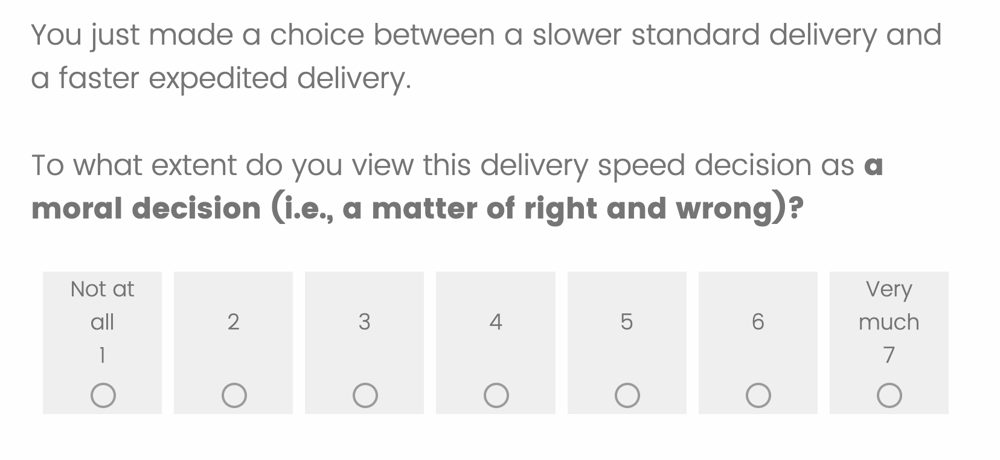 You just made a choice between a slower standard delivery and
a faster expedited delivery.
To what extent do you view this delivery speed decision as a
moral decision (i.e., a matter of right and wrong)?
Not at all 1
2
3
4
5
6
Very much 7